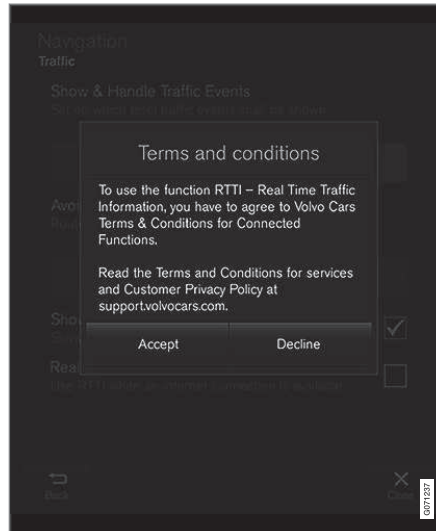 Navigation
Traffic
Show & Handle Traffic Events
Terms and conditions
To use the function RTTI – Real Time Traffic
Information, you have to agree to Volvo Cars
Terms & Conditions for Connected
Functions.
Read the Terms and Conditions for services
and Customer Privacy Policy at
support.volvocars.com.
Accept
Decline
Back
Close
G071237